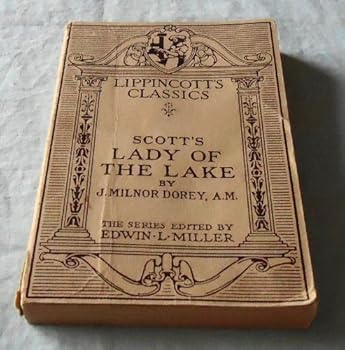 LIPPINCOTT'S
CLASSICS
SCOTT'S
LADY OF
THE LAKE
BY
J. MILNOR DOREY, A.M.
THE SERIES EDITED BY
EDWIN·L·MILLER